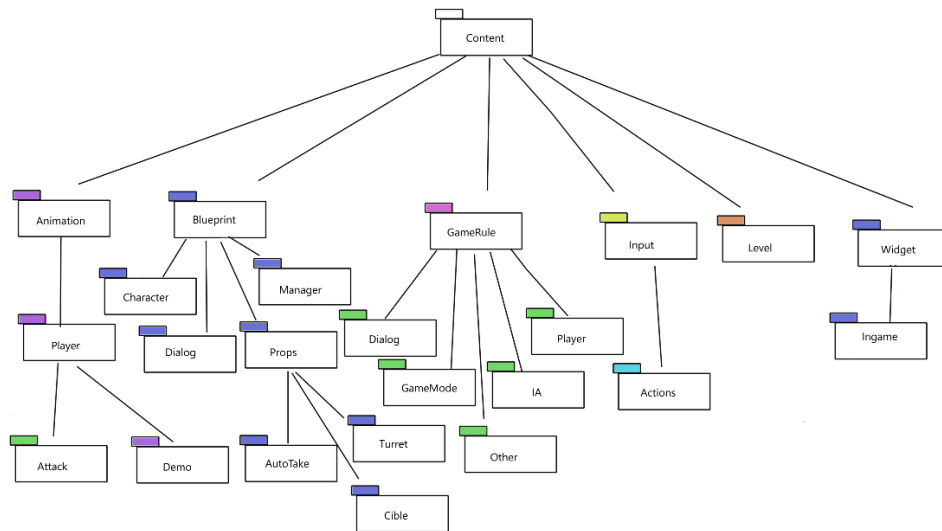 Content
Animation
Blueprint
GameRule
Input
Level
Widget
Character
Manager
Player
Dialog
Props
Dialog
Player
Ingame
GameMode
IA
Actions
Attack
Demo
AutoTake
Turret
Other
Cible